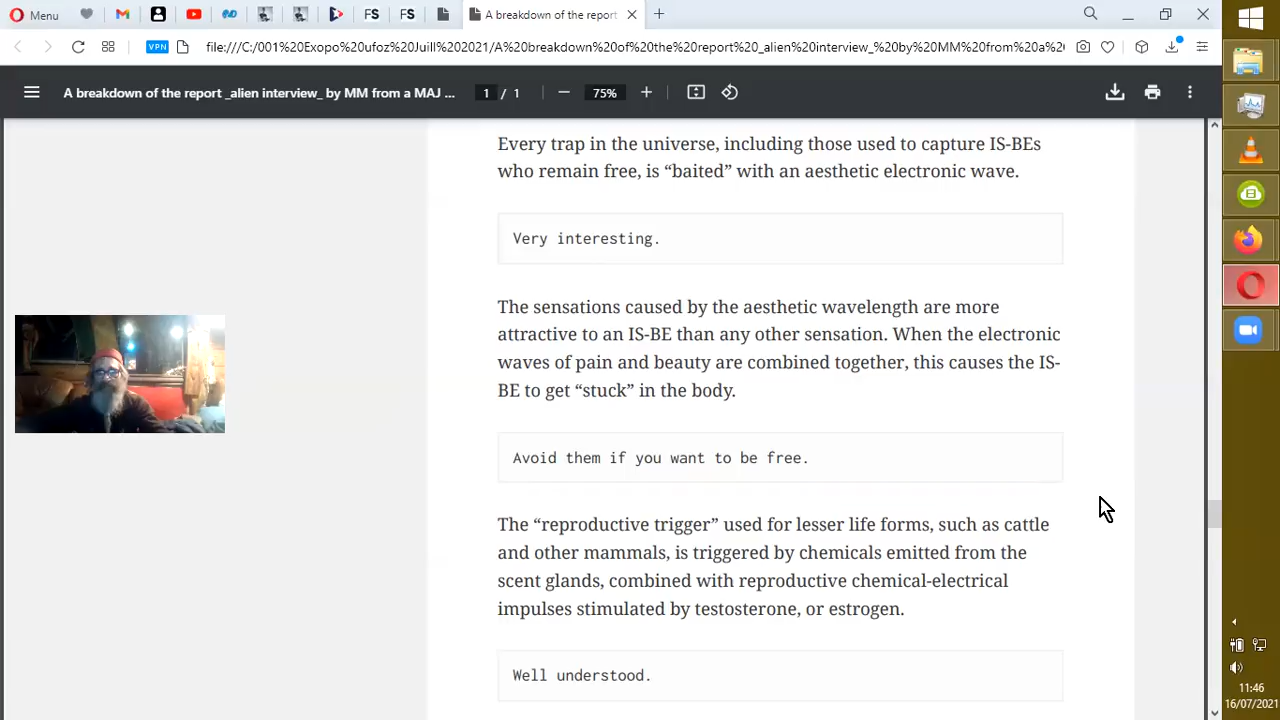 Menu
FS
FS
A breakdown of the report
VPN
file:///C:/001%20Exopo%20ufoz%20Juill%202021/A%20breakdown%20of%20the%20report%20_alien%20interview_%20by%20MM%20from%20a%20
A breakdown of the report _alien interview_ by MM from a MAJ ...
1 / 1
75%
Every trap in the universe, including those used to capture IS-BEs
who remain free, is “baited” with an aesthetic electronic wave.
Very interesting.
The sensations caused by the aesthetic wavelength are more
attractive to an IS-BE than any other sensation. When the electronic
waves of pain and beauty are combined together, this causes the IS-
BE to get “stuck” in the body.
Avoid them if you want to be free.
The “reproductive trigger” used for lesser life forms, such as cattle
and other mammals, is triggered by chemicals emitted from the
scent glands, combined with reproductive chemical-electrical
impulses stimulated by testosterone, or estrogen.
Well understood.
11:46
16/07/2021